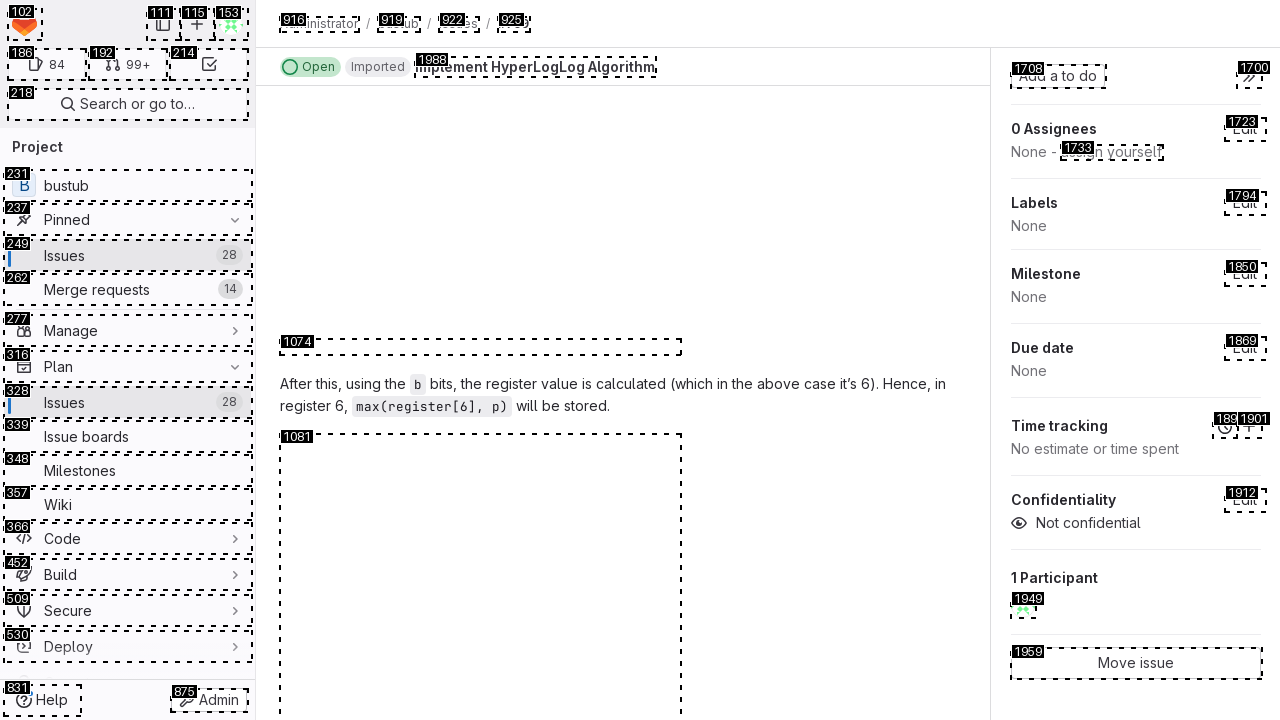 102
111
115
153
186
84
192
99+
214
218
Search or go to…
Project
231
B
bustub
237
Pinned
249
Issues
28
262
Merge requests
14
277
Manage
316
Plan
328
Issues
28
339
Issue boards
348
Milestones
357
Wiki
366
Code
452
Build
509
Secure
530
Deploy
831
Help
875
Admin
916
/
919
/
922
/
925
Open
Imported
1988
Implement HyperLogLog Algorithm
1074
After this, using the b bits, the register value is calculated (which in the above case it's 6). Hence, in
register 6, max(register[6], p) will be stored.
1081
1708
Add a to do
1700
0 Assignees
1723
Edit
None - assign yourself
1733
Labels
1794
Edit
None
Milestone
1850
Edit
None
Due date
1869
Edit
None
Time tracking
189
1901
No estimate or time spent
Confidentiality
1912
Edit
Not confidential
1 Participant
1949
1959
Move issue